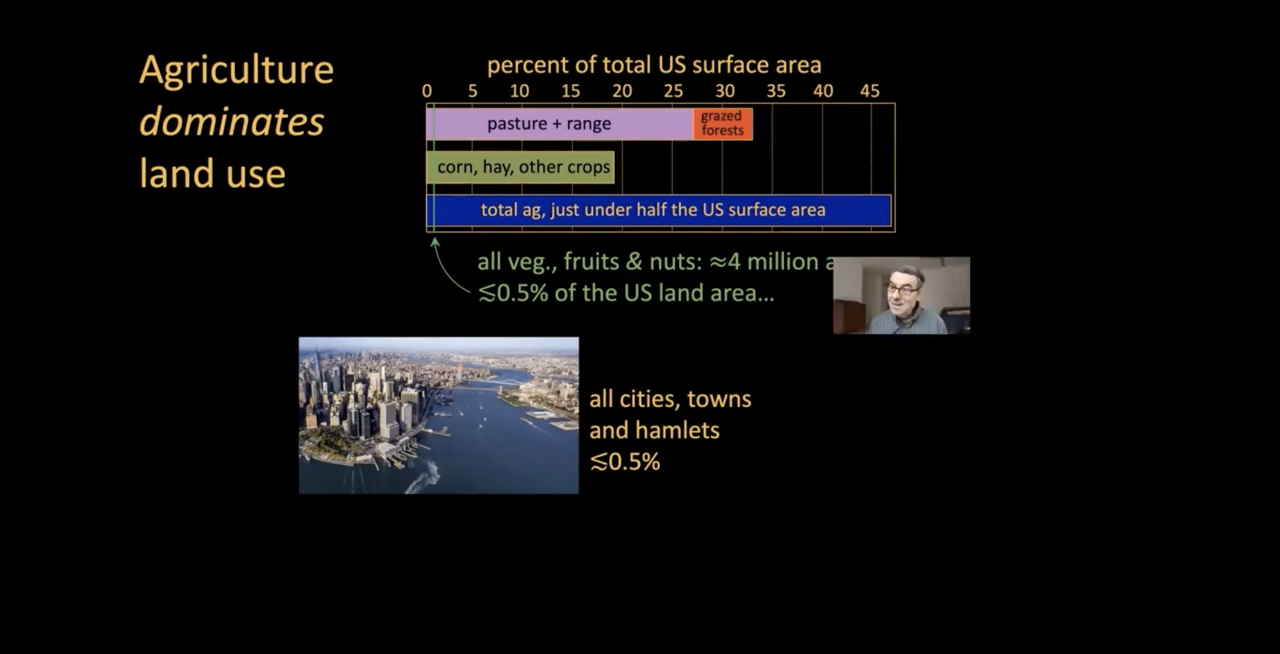 Agriculture
dominates
land use
percent of total US surface area
0 5 10 15 20 25 30 35 40 45
pasture + range
grazed
forests
corn, hay, other crops
total ag, just under half the US surface area
all veg., fruits & nuts: ≈4 million a
≲0.5% of the US land area...
all cities, towns
and hamlets
≲0.5%